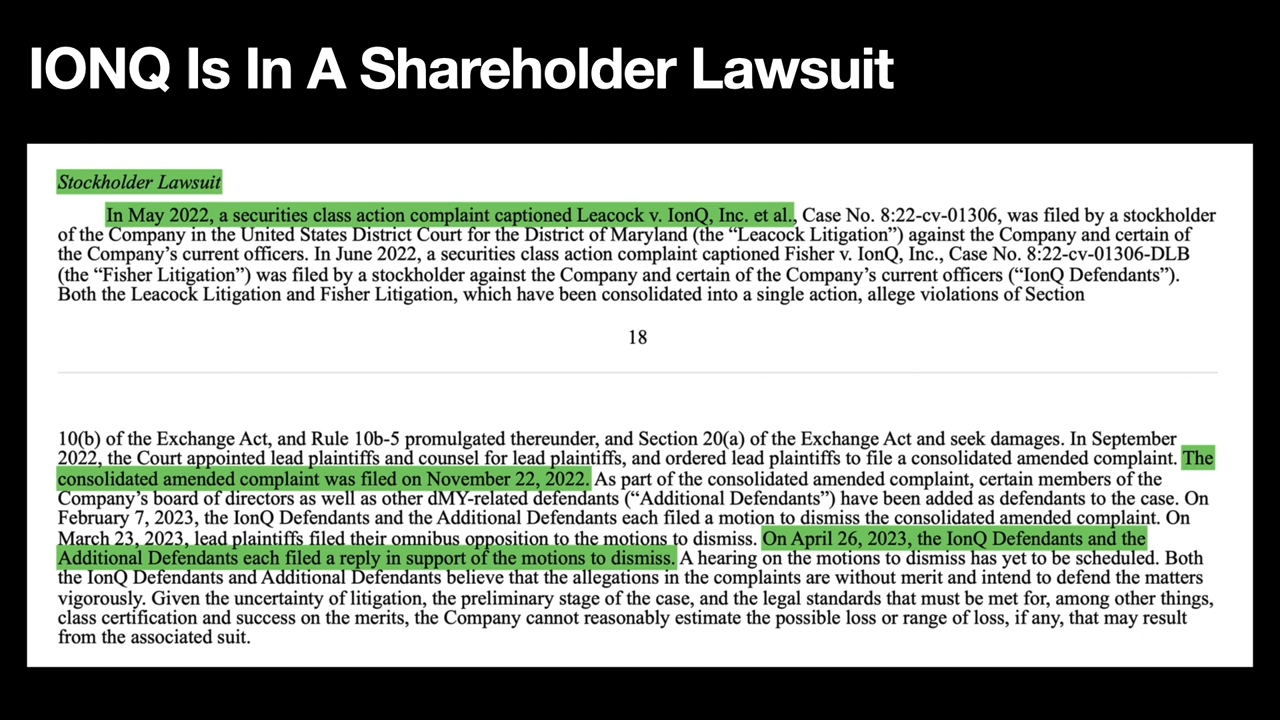 IONQ Is In A Shareholder Lawsuit
Stockholder Lawsuit
In May 2022, a securities class action complaint captioned Leacock v. IonQ, Inc. et al., Case No. 8:22-cv-01306, was filed by a stockholder
of the Company in the United States District Court for the District of Maryland (the “Leacock Litigation”) against the Company and certain of
the Company’s current officers. In June 2022, a securities class action complaint captioned Fisher v. IonQ, Inc., Case No. 8:22-cv-01306-DLB
(the “Fisher Litigation”) was filed by a stockholder against the Company and certain of the Company’s current officers (“IonQ Defendants”).
Both the Leacock Litigation and Fisher Litigation, which have been consolidated into a single action, allege violations of Section
18
10(b) of the Exchange Act, and Rule 10b-5 promulgated thereunder, and Section 20(a) of the Exchange Act and seek damages. In September
2022, the Court appointed lead plaintiffs and counsel for lead plaintiffs, and ordered lead plaintiffs to file a consolidated amended complaint. The
consolidated amended complaint was filed on November 22, 2022. As part of the consolidated amended complaint, certain members of the
Company’s board of directors as well as other dMY-related defendants (“Additional Defendants”) have been added as defendants to the case. On
February 7, 2023, the IonQ Defendants and the Additional Defendants each filed a motion to dismiss the consolidated amended complaint. On
March 23, 2023, lead plaintiffs filed their omnibus opposition to the motions to dismiss. On April 26, 2023, the IonQ Defendants and the
Additional Defendants each filed a reply in support of the motions to dismiss. A hearing on the motions to dismiss has yet to be scheduled. Both
the IonQ Defendants and Additional Defendants believe that the allegations in the complaints are without merit and intend to defend the matters
vigorously. Given the uncertainty of litigation, the preliminary stage of the case, and the legal standards that must be met for, among other things,
class certification and success on the merits, the Company cannot reasonably estimate the possible loss or range of loss, if any, that may result
from the associated suit.